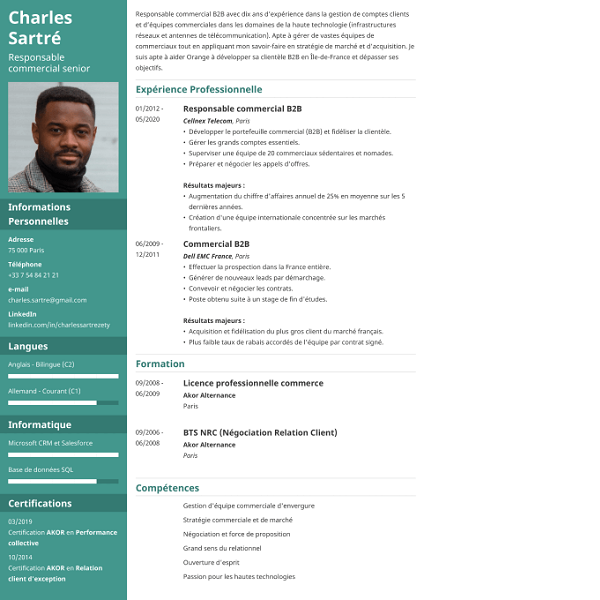 Charles
Sartré
Responsable
commercial senior
Informations
Personnelles
Adresse
75 000 Paris
Téléphone
+33 7 54 84 21 21
e-mail
charles.sartre@gmail.com
LinkedIn
linkedin.com/in/charlessartrezety
Langues
Anglais - Bilingue (C2)
Allemand - Courant (C1)
Informatique
Microsoft CRM et Salesforce
Base de données SQL
Certifications
03/2019
Certification AKOR en Performance
collective
10/2014
Certification AKOR en Relation
client d'exception
Responsable commercial B2B avec dix ans d'expérience dans la gestion de comptes clients
et d'équipes commerciales dans les domaines de la haute technologie (infrastructures
réseaux et antennes de télécommunication). Apte à gérer de vastes équipes de
commerciaux tout en appliquant mon savoir-faire en stratégie de marché et d'acquisition. Je
suis apte à aider Orange à développer sa clientèle B2B en Île-de-France et dépasser ses
objectifs.
Expérience Professionnelle
01/2012 -
05/2020
Responsable commercial B2B
Cellnex Telecom, Paris
• Développer le portefeuille commercial (B2B) et fidéliser la clientèle.
• Gérer les grands comptes essentiels.
• Superviser une équipe de 20 commerciaux sédentaires et nomades.
• Préparer et négocier les appels d'offres.
Résultats majeurs :
• Augmentation du chiffre d'affaires annuel de 25% en moyenne sur les 5
dernières années.
• Création d'une équipe internationale concentrée sur les marchés
frontaliers.
06/2009 -
12/2011
Commercial B2B
Dell EMC France, Paris
• Effectuer la prospection dans la France entière.
• Générer de nouveaux leads par démarchage.
• Convevoir et négocier les contrats.
• Poste obtenu suite à un stage de fin d'études.
Résultats majeurs :
• Acquisition et fidélisation du plus gros client du marché français.
• Plus faible taux de rabais accordés de l'équipe par contrat signé.
Formation
09/2008 -
06/2009
Licence professionnelle commerce
Akor Alternance
Paris
09/2006 -
06/2008
BTS NRC (Négociation Relation Client)
Akor Alternance
Paris
Compétences
Gestion d'équipe commerciale d'envergure
Stratégie commerciale et de marché
Négociation et force de proposition
Grand sens du relationnel
Ouverture d'esprit
Passion pour les hautes technologies